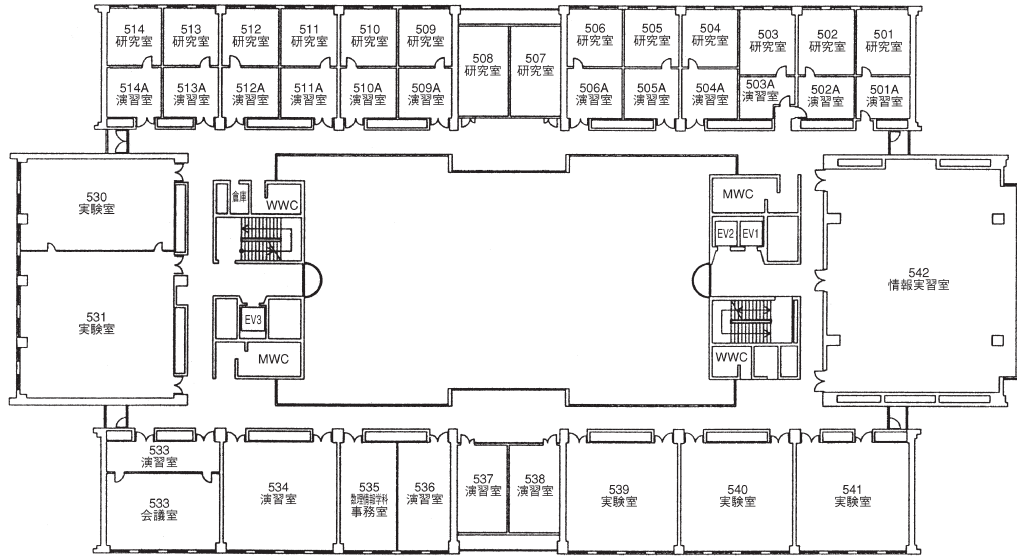 514
研究室
513
研究室
512
研究室
511
研究室
510
研究室
509
研究室
508
研究室
507
研究室
506
研究室
505
研究室
504
研究室
503
研究室
502
研究室
501
研究室
514A
演習室
513A
演習室
512A
演習室
511A
演習室
510A
演習室
509A
演習室
506A
演習室
505A
演習室
504A
演習室
503A
演習室
502A
演習室
501A
演習室
530
実験室
倉庫
WWC
MWC
EV2
EV1
542
情報実習室
531
実験室
EV3
MWC
WWC
533
演習室
533
会議室
534
演習室
535
数理情報学科
事務室
536
演習室
537
演習室
538
演習室
539
実験室
540
実験室
541
実験室